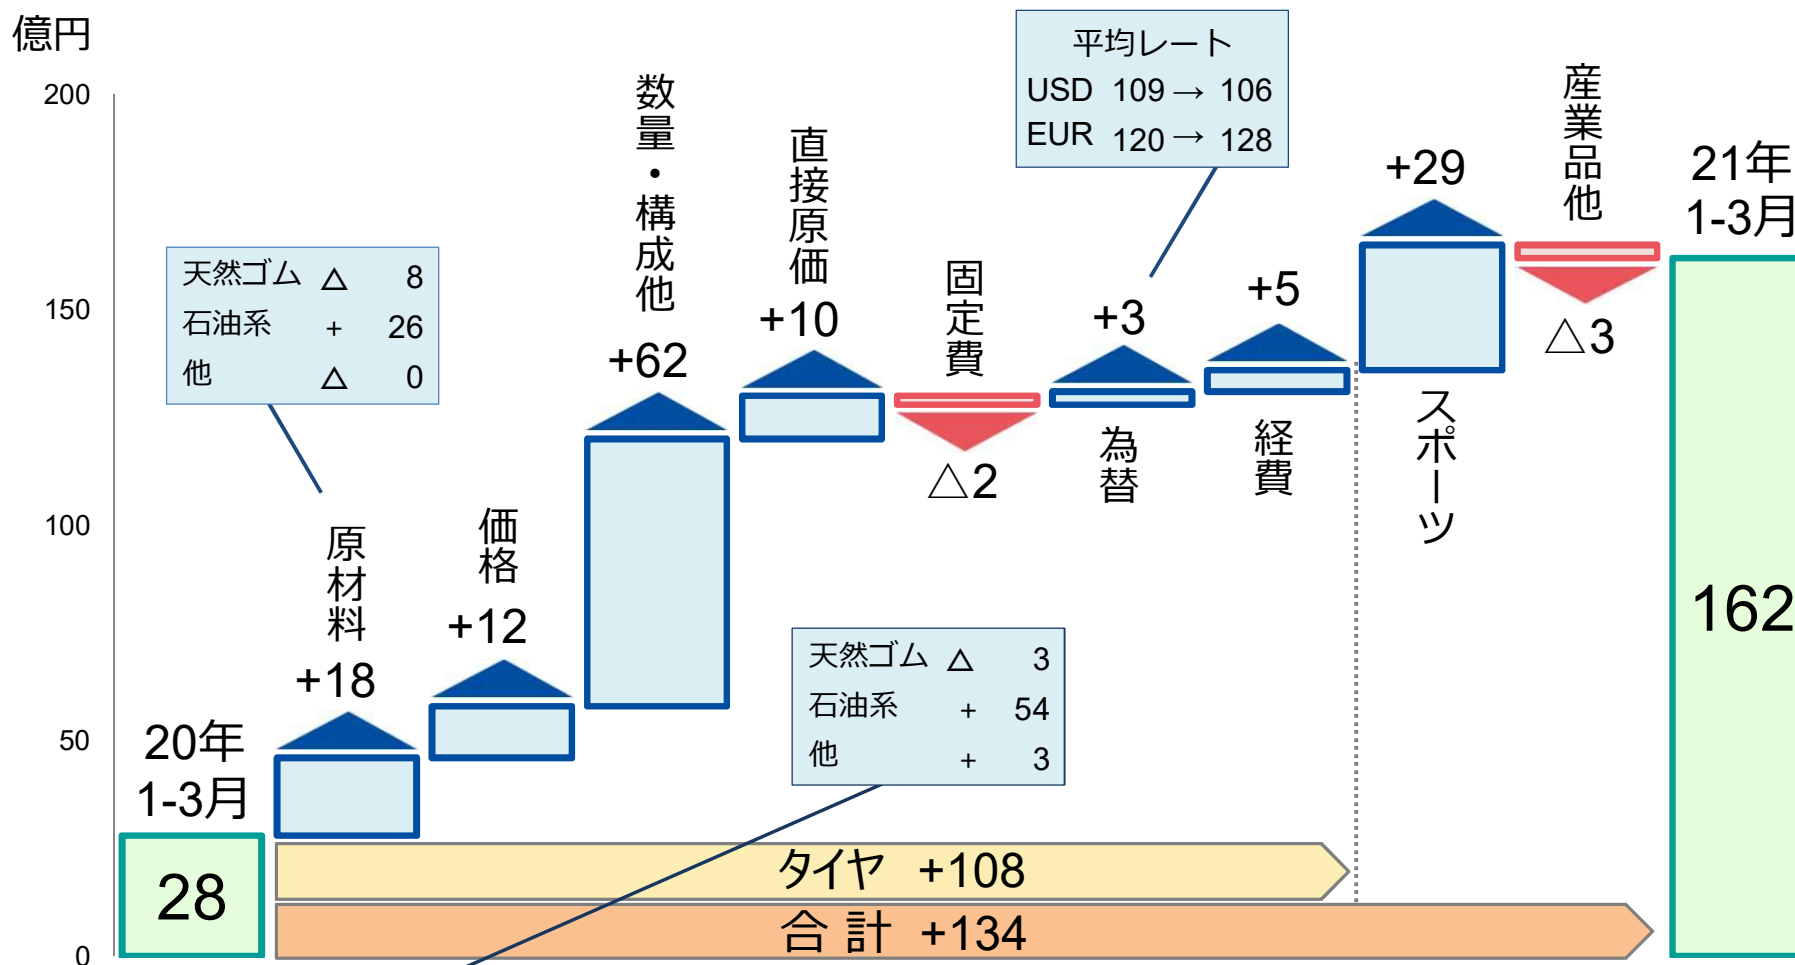 億円
200
150
100
50
0
20年
1-3月
28
天然ゴム △ 8
石油系 + 26
他 △ 0
原材料
+18
価格
+12
数量・構成他
+62
直接原価
+10
固定費
△2
平均レート
USD 109 → 106
EUR 120 → 128
+3
為替
+5
経費
+29
スポーツ
産業品他
△3
21年
1-3月
162
天然ゴム △ 3
石油系 + 54
他 + 3
タイヤ +108
合計 +134